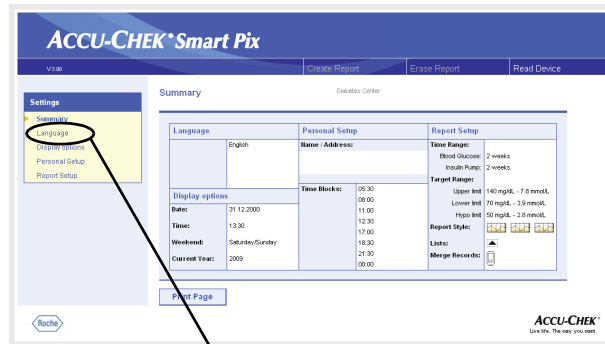 ACCU-CHEK® Smart Pix
V 3.00
Create Report
Erase Report
Read Device
Settings
Summary
Language
Display options
Personal Setup
Report Setup
Summary
Diabetes Center
Language
English
Display options
Date: 31.12.2000
Time: 13:30
Weekend: Saturday/Sunday
Current Year: 2009
Personal Setup
Name / Address:
Time Blocks: 05:30
08:00
11:00
12:30
17:00
18:30
21:30
00:00
Report Setup
Time Range:
Blood Glucose: 2 weeks
Insulin Pump: 2 weeks
Target Range:
Upper limit 140 mg/dL - 7.8 mmol/L
Lower limit 70 mg/dL - 3.9 mmol/L
Hypo limit 50 mg/dL - 2.8 mmol/L
Report Style:
Lists:
Merge Records:
Print Page
Roche
ACCU-CHEK®
Live life. The way you want.